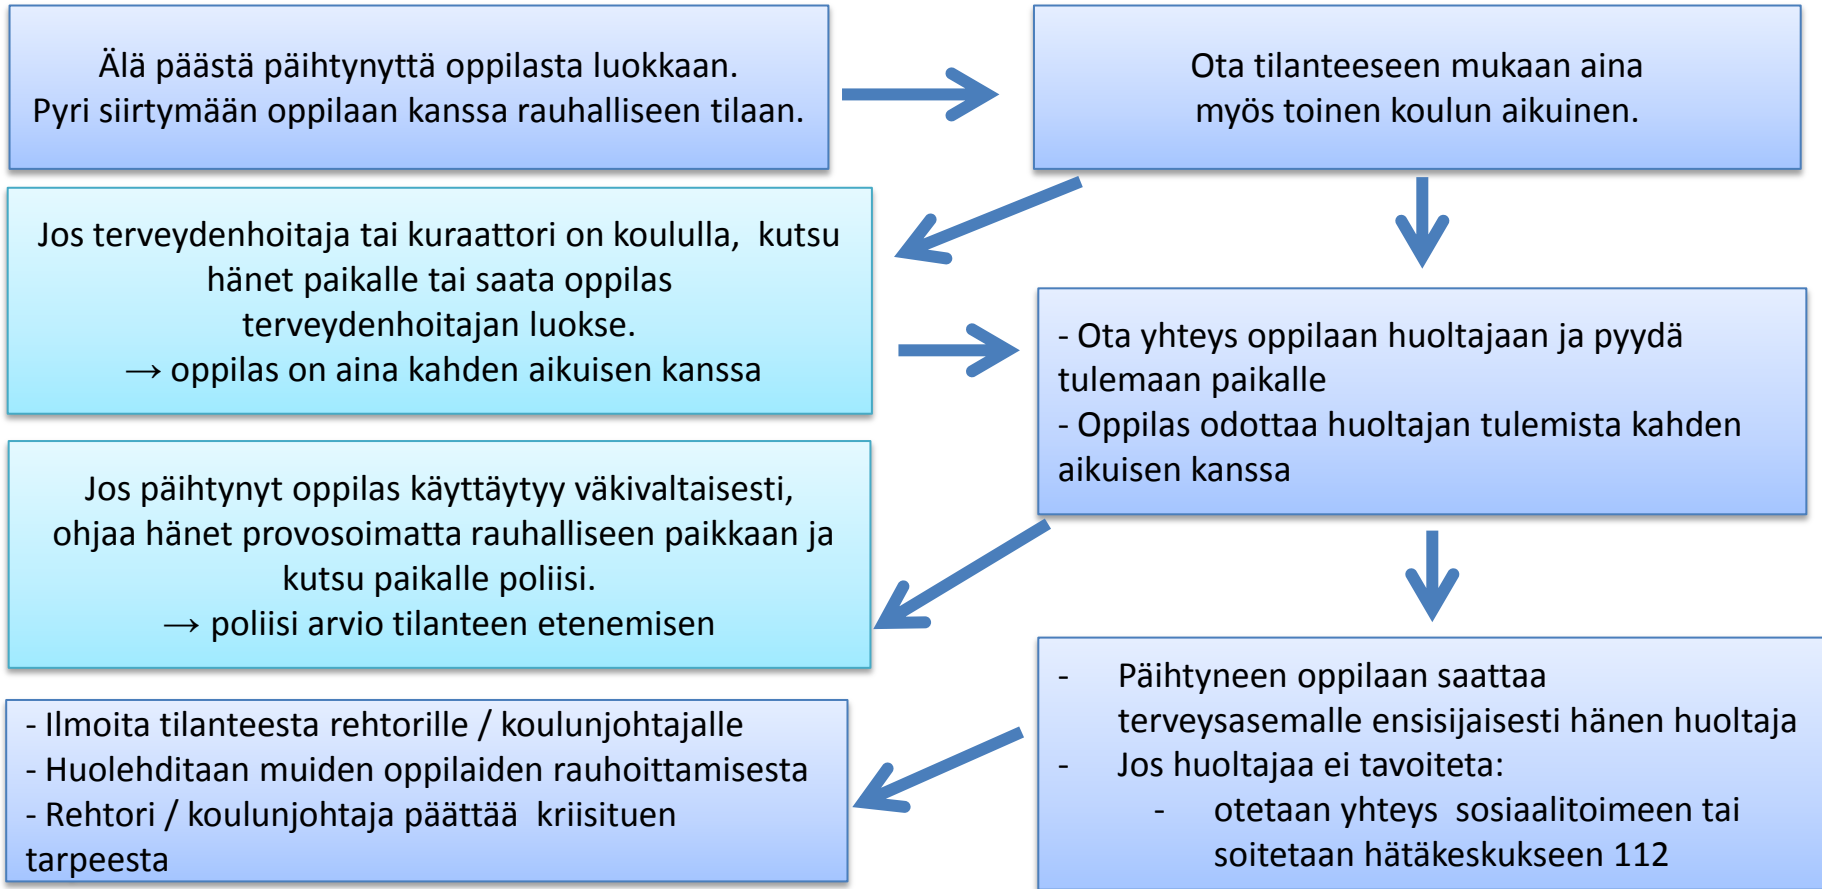 Älä päästä päihtynyttä oppilasta luokkaan.
Pyri siirtymään oppilaan kanssa rauhalliseen tilaan.
Ota tilanteeseen mukaan aina
myös toinen koulun aikuinen.
Jos terveydenhoitaja tai kuraattori on koululla, kutsu
hänet paikalle tai saata oppilas
terveydenhoitajan luokse.
→ oppilas on aina kahden aikuisen kanssa
- Ota yhteys oppilaan huoltajaan ja pyydä
tulemaan paikalle
- Oppilas odottaa huoltajan tulemista kahden
aikuisen kanssa
Jos päihtynyt oppilas käyttäytyy väkivaltaisesti,
ohjaa hänet provosoimatta rauhalliseen paikkaan ja
kutsu paikalle poliisi.
→ poliisi arvio tilanteen etenemisen
- Päihtyneen oppilaan saattaa
terveysasemalle ensisijaisesti hänen huoltaja
- Jos huoltajaa ei tavoiteta:
- otetaan yhteys sosiaalitoimeen tai
soitetaan hätäkeskukseen 112
- Ilmoita tilanteesta rehtorille / koulunjohtajalle
- Huolehditaan muiden oppilaiden rauhoittamisesta
- Rehtori / koulunjohtaja päättää kriisituen
tarpeesta